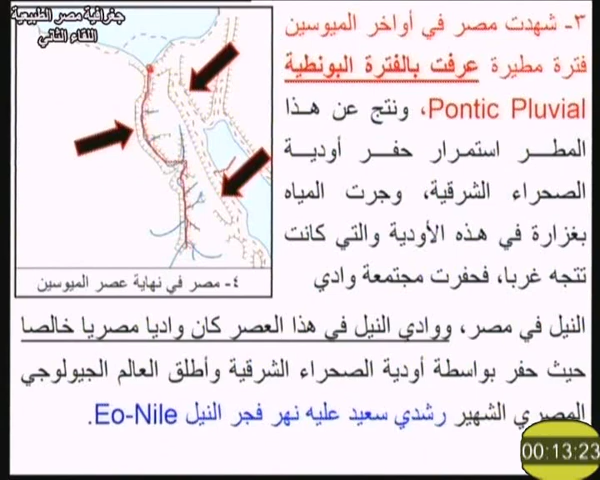 جغرافية مصر الطبيعية
اللقاء الثاني
٣- شهدت مصر في أواخر الميوسين
فترة مطيرة عرفت بالفترة البونطية
Pontic Pluvial، ونتج عن هذا
المطر استمرار حفر أودية
الصحراء الشرقية، وجرت المياه
بغزارة في هذه الأودية والتي كانت
تتجه غربا، فحفرت مجتمعة وادي
٤- مصر في نهاية عصر الميوسين
النيل في مصر، ووادي النيل في هذا العصر كان واديا مصريا خالصا
حيث حفر بواسطة أودية الصحراء الشرقية وأطلق العالم الجيولوجي
المصري الشهير رشدي سعيد عليه نهر فجر النيل Eo-Nile.
00:13:23